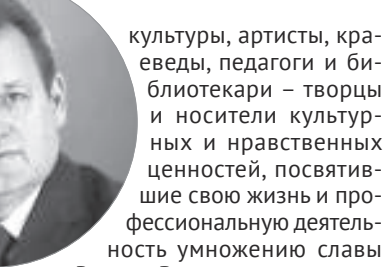 культуры, артисты, кра-
еведы, педагоги и би-
блиотекари – творцы
и носители культур-
ных и нравственных
ценностей, посвятив-
шие свою жизнь и про-
фессиональную деятель-
ность умножению славы